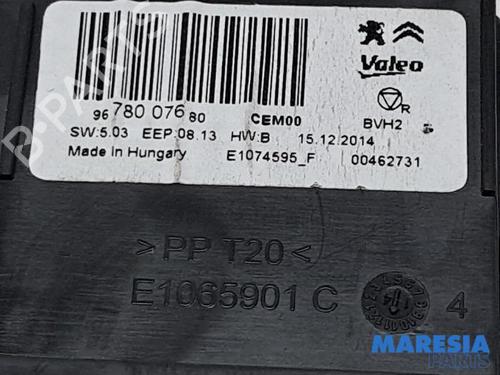 Valeo
R
96 780 076 80
CEM00
BVH2
SW:5.03 EEP:08.13 HW:B 15.12.2014
Made in Hungary
E1074595_F
00462731
>PP T20<
E1065901 C
4
MARESIA
PARTS
B-PARTS